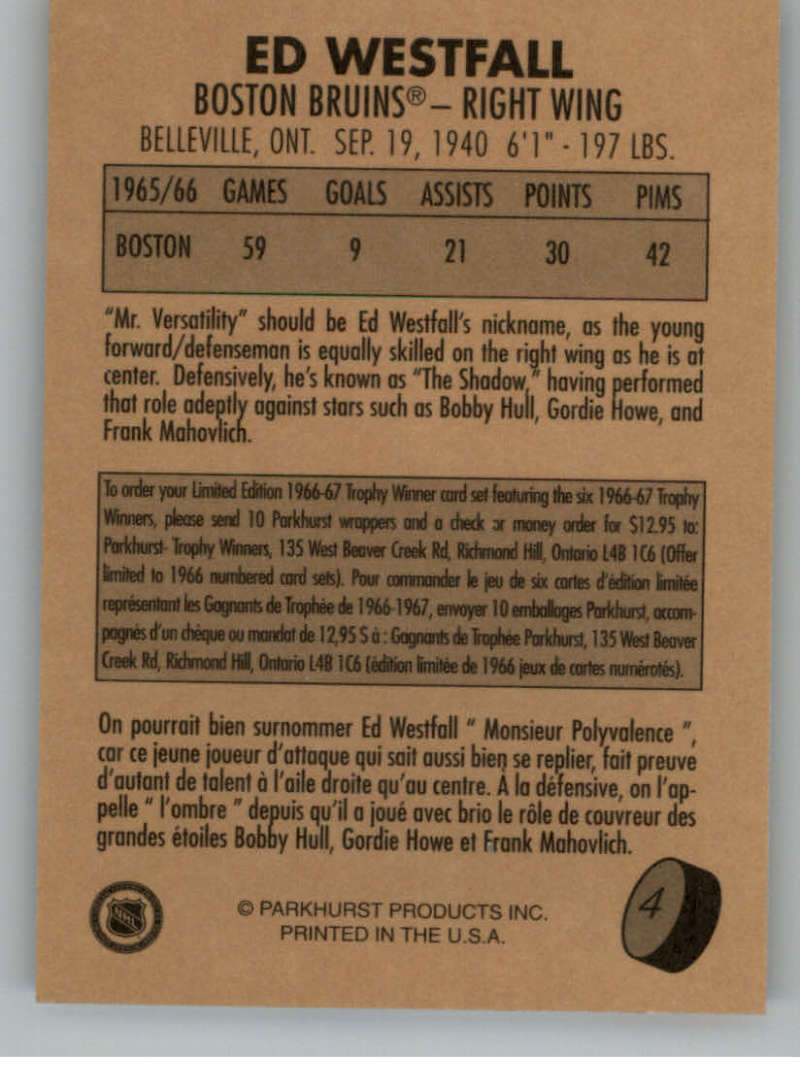 ED WESTFALL
BOSTON BRUINS® – RIGHT WING
BELLEVILLE, ONT. SEP. 19, 1940 6'1" - 197 LBS.
1965/66 GAMES GOALS ASSISTS POINTS PIMS
BOSTON 59 9 21 30 42
"Mr. Versatility" should be Ed Westfall's nickname, as the young
forward/defenseman is equally skilled on the right wing as he is at
center. Defensively, he's known as "The Shadow," having performed
that role adeptly against stars such as Bobby Hull, Gordie Howe, and
Frank Mahovlich.
To order your Limited Edition 1966-67 Trophy Winner card set featuring the six 1966-67 Trophy
Winners, please send 10 Parkhurst wrappers and a check or money order for $12.95 to:
Parkhurst- Trophy Winners, 135 West Beaver Creek Rd, Richmond Hill, Ontario L4B 1C6 (Offer
limited to 1966 numbered card sets). Pour commander le jeu de six cartes d'édition limitée
représentant les Gagnants de Trophée de 1966-1967, envoyer 10 emballages Parkhurst, accom-
pagnés d'un chèque ou mandat de 12,95 $ à : Gagnants de Trophée Parkhurst, 135 West Beaver
Creek Rd, Richmond Hill, Ontario L4B 1C6 (édition limitée de 1966 jeux de cartes numérotés).
On pourrait bien surnommer Ed Westfall " Monsieur Polyvalence ",
car ce jeune joueur d'attaque qui sait aussi bien se replier, fait preuve
d'autant de talent à l'aile droite qu'au centre. À la défensive, on l'ap-
pelle " l'ombre " depuis qu'il a joué avec brio le rôle de couvreur des
grandes étoiles Bobby Hull, Gordie Howe et Frank Mahovlich.
NHL
© PARKHURST PRODUCTS INC.
PRINTED IN THE U.S.A.
4